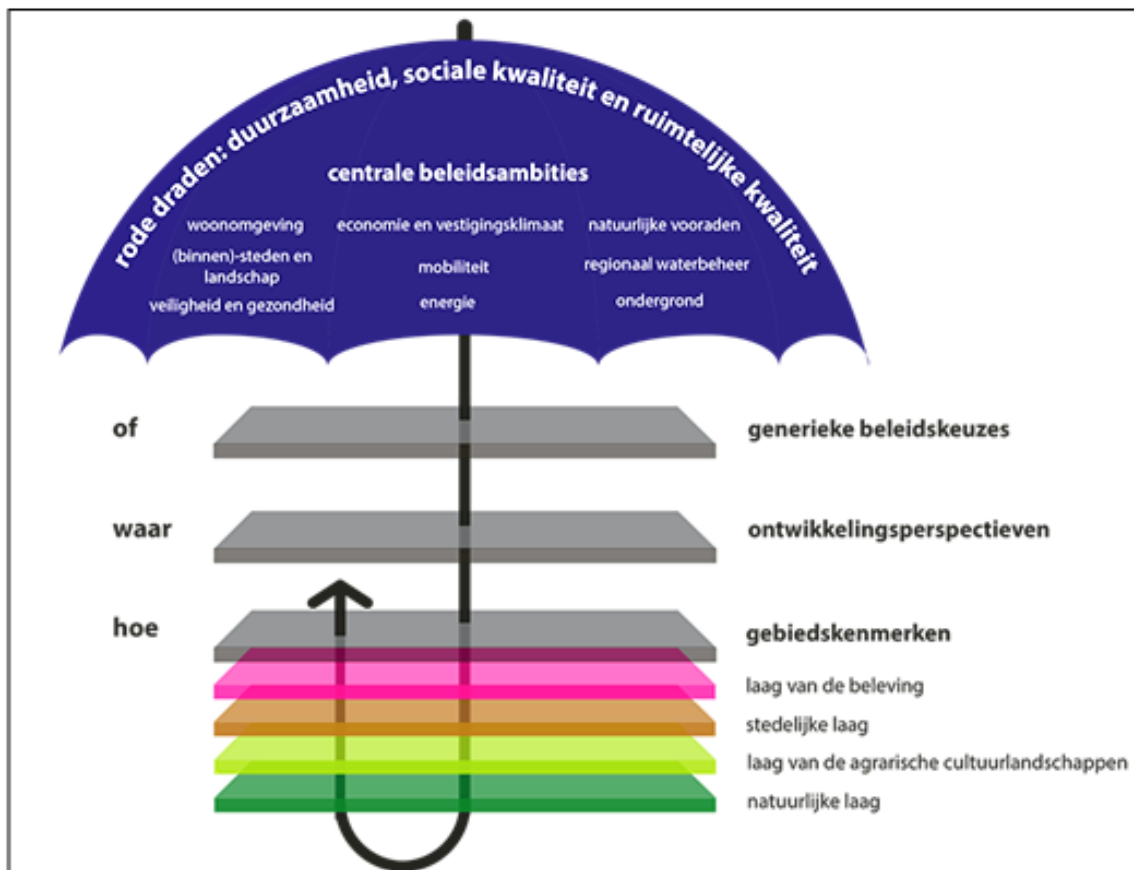 rode draden: duurzaamheid, sociale kwaliteit en ruimtelijke kwaliteit
centrale beleidsambities
woonomgeving
(binnen)-steden en
landschap
veiligheid en gezondheid
economie en vestigingsklimaat
mobiliteit
energie
natuurlijke vooraden
regionaal waterbeheer
ondergrond
of
generieke beleidskeuzes
waar
ontwikkelingsperspectieven
hoe
gebiedskenmerken
laag van de beleving
stedelijke laag
laag van de agrarische cultuurlandschappen
natuurlijke laag